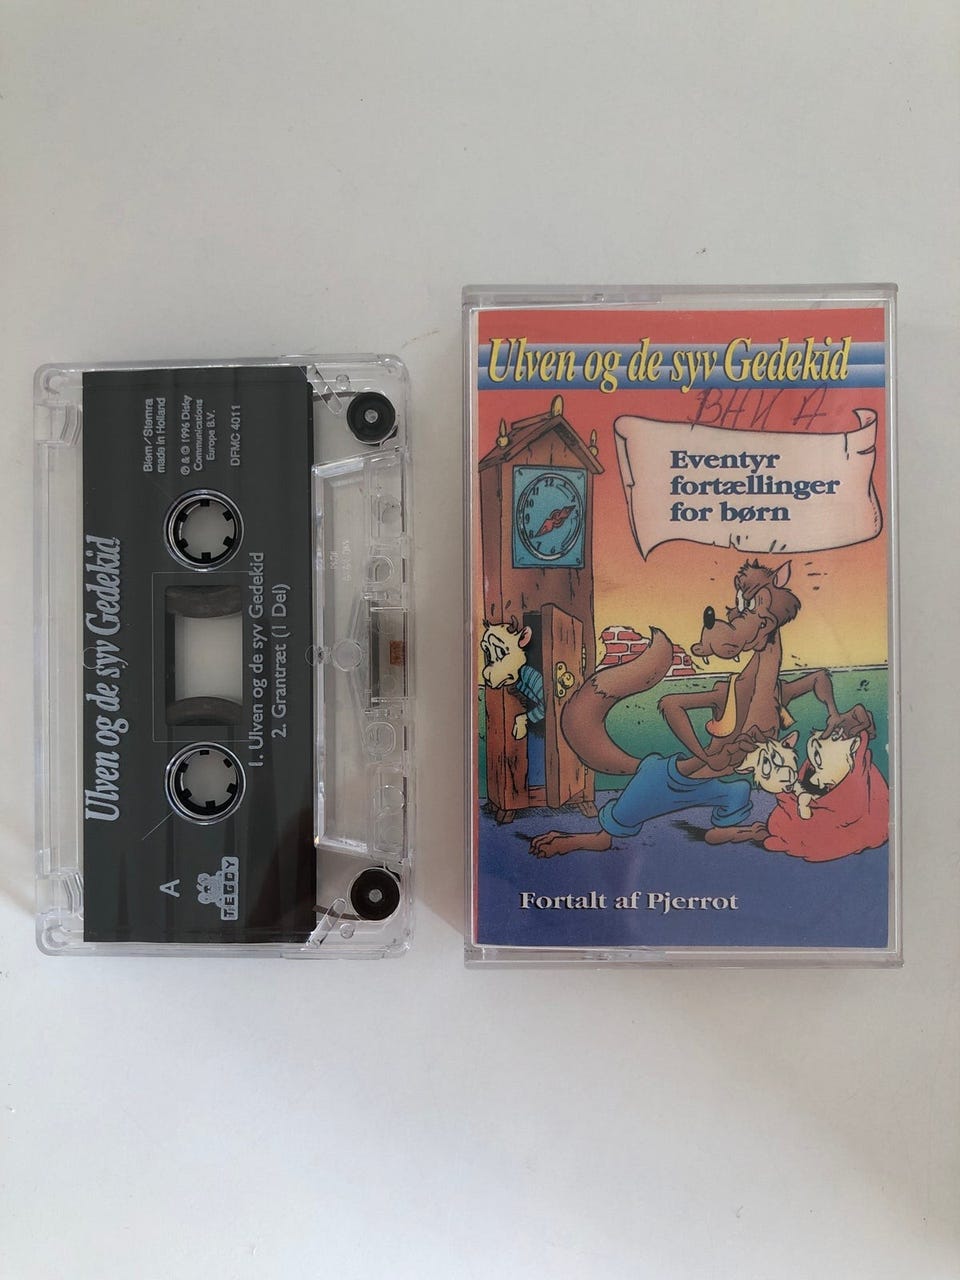 Ulven og de syv Gedekid
Biem/Stemra
made in Holland
℗ & © 1996 Disky
Communications
Europe B.V.
DFMC 4011
1. Ulven og de syv Gedekid
2. Grantræt (1 Del)
A
TEDDY
Ulven og de syv Gedekid
Eventyr
fortællinger
for børn
Fortalt af Pjerrot